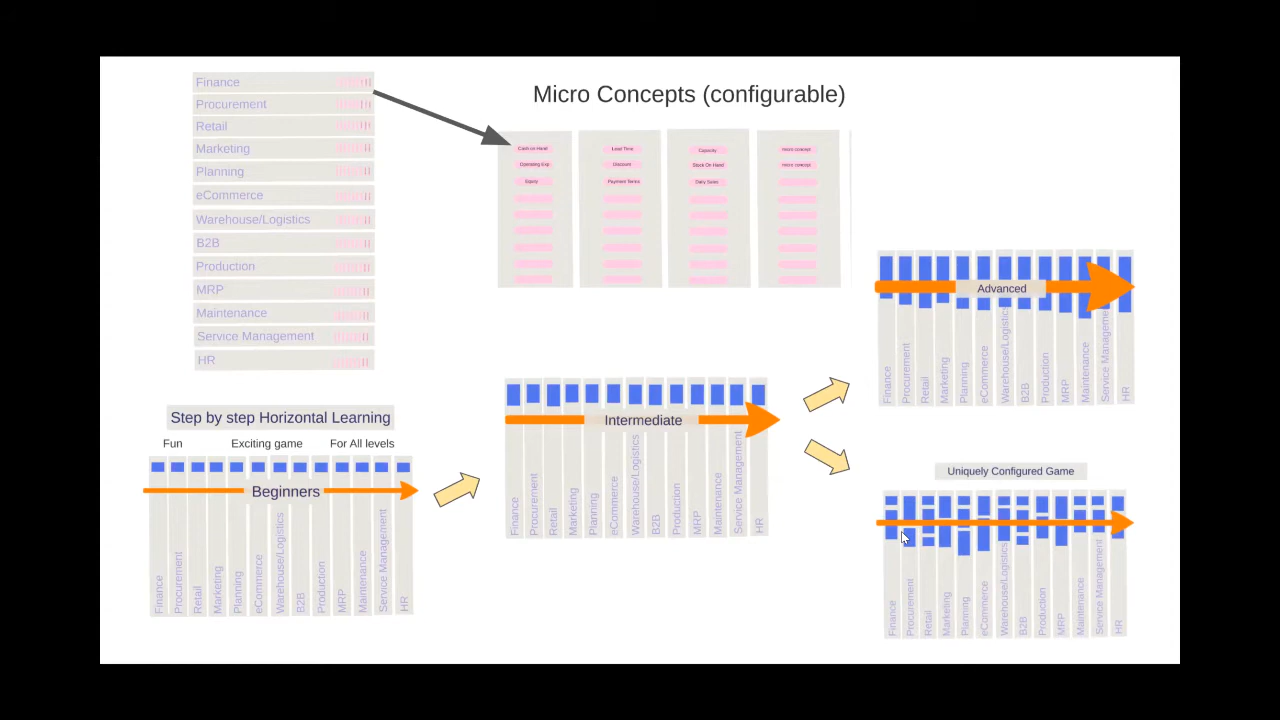 Finance
Procurement
Retail
Marketing
Planning
eCommerce
Warehouse/Logistics
B2B
Production
MRP
Maintenance
Service Management
HR
Micro Concepts (configurable)
Cash on Hand
Operating Exp
Equity
Lead Time
Discount
Payment Terms
Capacity
Stock On Hand
Daily Sales
micro concept
micro concept
Step by step Horizontal Learning
Fun Exciting game For All levels
Beginners
Finance
Procurement
Retail
Marketing
Planning
eCommerce
Warehouse/Logistics
B2B
Production
MRP
Maintenance
Service Management
HR
Intermediate
Finance
Procurement
Retail
Marketing
Planning
eCommerce
Warehouse/Logistics
B2B
Production
MRP
Maintenance
Service Management
HR
Advanced
Finance
Procurement
Retail
Marketing
Planning
eCommerce
Warehouse/Logistics
B2B
Production
MRP
Maintenance
Service Manageme
HR
Uniquely Configured Game
Finance
Procurement
Retail
Marketing
Planning
eCommerce
Warehouse/Logistics
B2B
Production
MRP
Maintenance
Service Management
HR